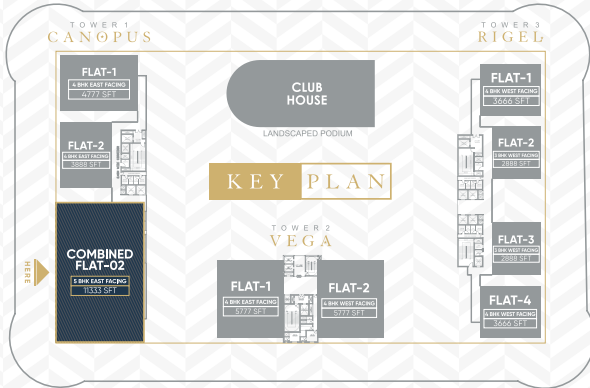 TOWER 1
CANOPUS
TOWER 3
RIGEL
FLAT-1
4 BHK EAST FACING
4777 SFT
FLAT-2
4 BHK EAST FACING
3888 SFT
COMBINED
FLAT-02
5 BHK EAST FACING
11333 SFT
HERE
CLUB
HOUSE
LANDSCAPED PODIUM
KEY PLAN
TOWER 2
VEGA
FLAT-1
4 BHK EAST FACING
5777 SFT
FLAT-2
4 BHK WEST FACING
5777 SFT
FLAT-1
4 BHK WEST FACING
3666 SFT
FLAT-2
3 BHK WEST FACING
2888 SFT
FLAT-3
3 BHK WEST FACING
2888 SFT
FLAT-4
4 BHK WEST FACING
3666 SFT